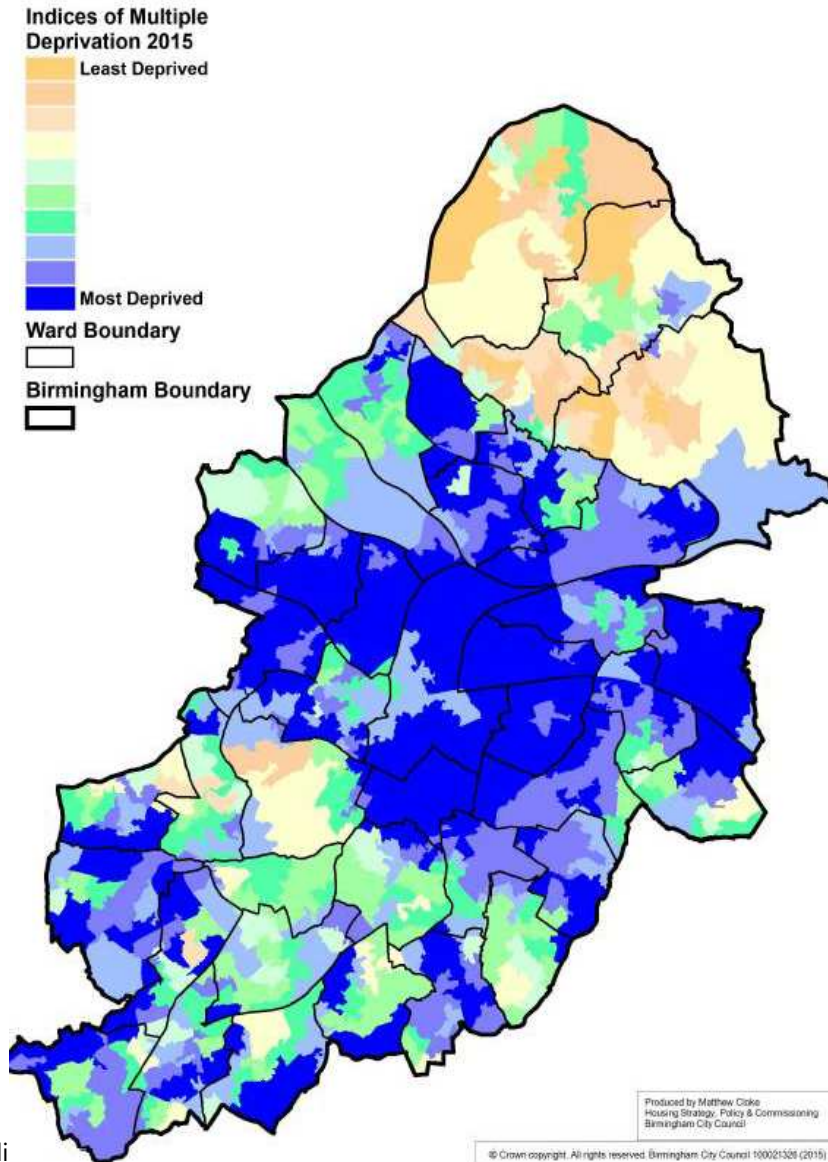 Indices of Multiple
Deprivation 2015
Least Deprived
Most Deprived
Ward Boundary
Birmingham Boundary
Produced by Matthew Cloke
Housing Strategy, Policy & Commissioning
Birmingham City Council
© Crown copyright. All rights reserved. Birmingham City Council 100021326 (2015)